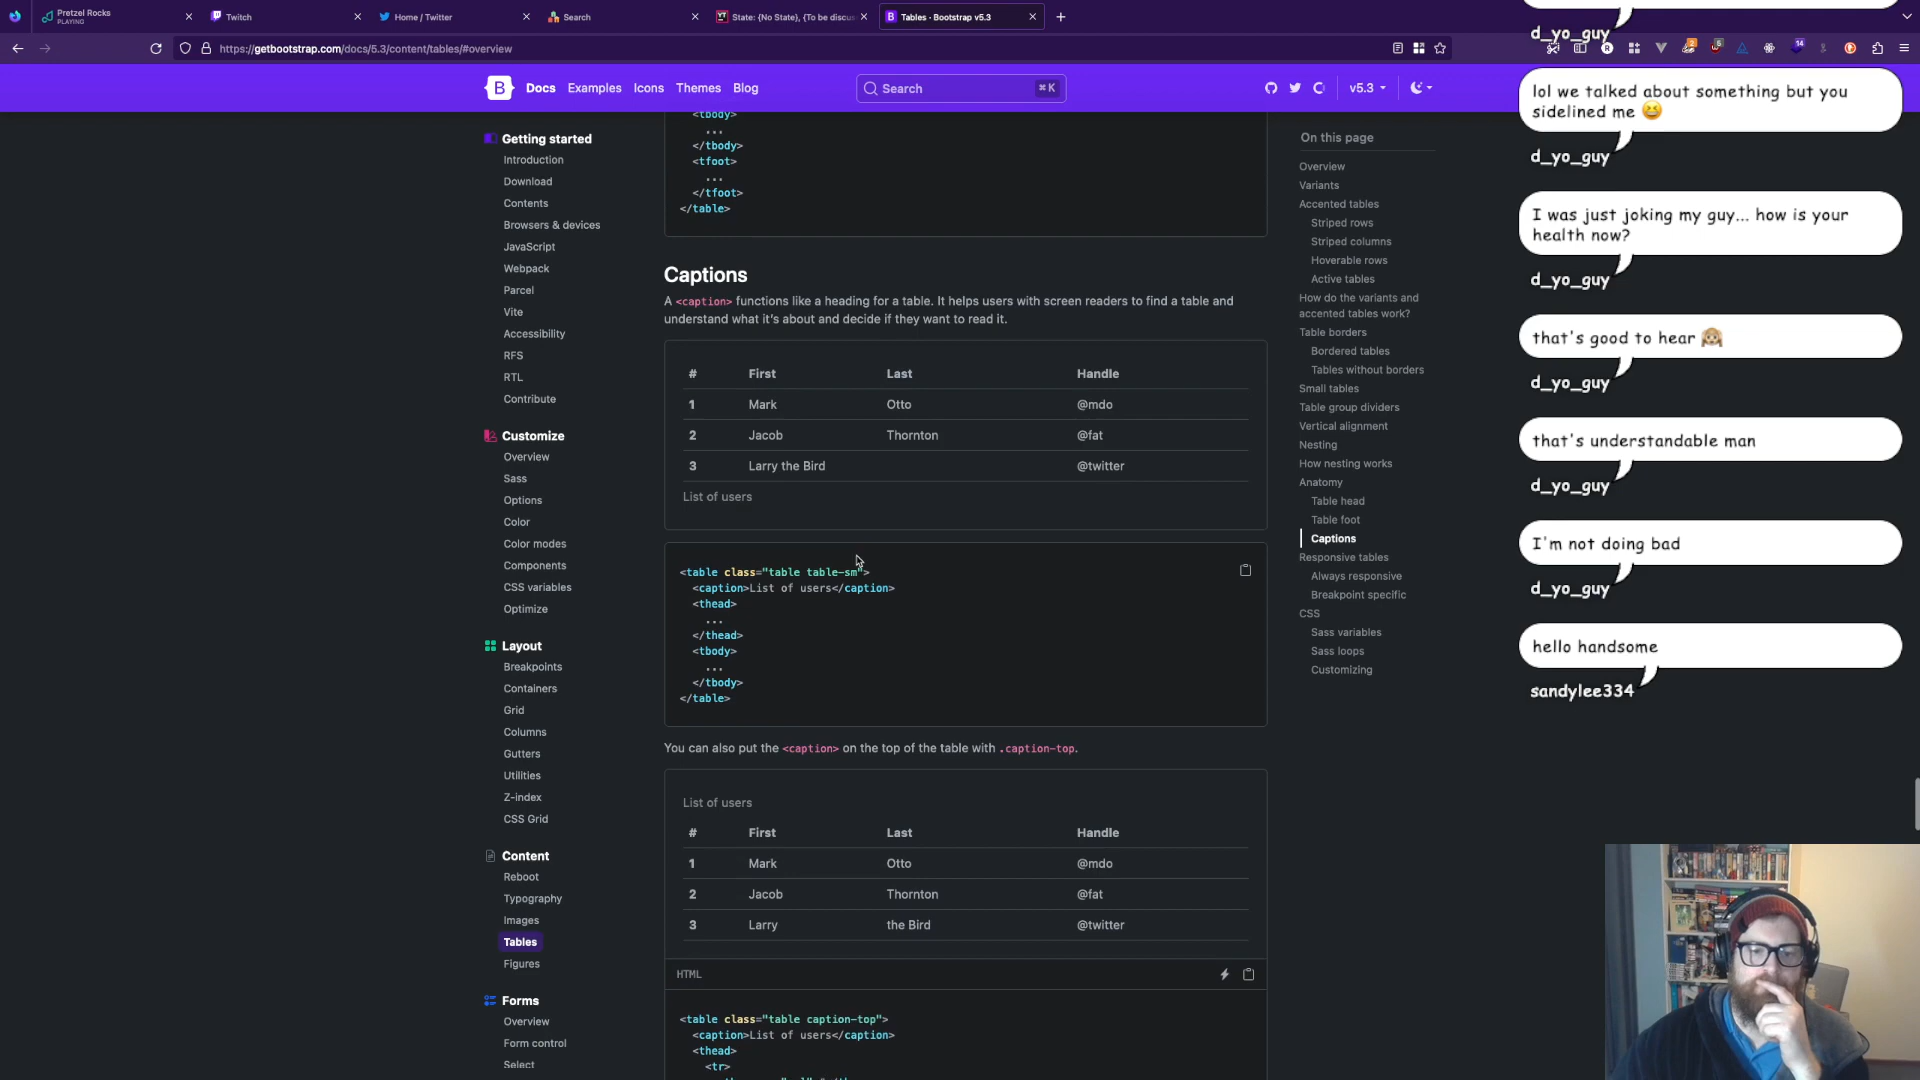 Pretzel Rocks
PLAYING
Twitch
Home / Twitter
Search
State: {No State}, {To be discus
Tables · Bootstrap v5.3
https://getbootstrap.com/docs/5.3/content/tables/#overview
B
Docs
Examples
Icons
Themes
Blog
Search
⌘K
v5.3
Getting started
Introduction
Download
Contents
Browsers & devices
JavaScript
Webpack
Parcel
Vite
Accessibility
RFS
RTL
Contribute
Customize
Overview
Sass
Options
Color
Color modes
Components
CSS variables
Optimize
Layout
Breakpoints
Containers
Grid
Columns
Gutters
Utilities
Z-index
CSS Grid
Content
Reboot
Typography
Images
Tables
Figures
Forms
Overview
Form control
Select
<tbody>
...
</tbody>
<tfoot>
...
</tfoot>
</table>
Captions
A <caption> functions like a heading for a table. It helps users with screen readers to find a table and
understand what it's about and decide if they want to read it.
# First Last Handle
1 Mark Otto @mdo
2 Jacob Thornton @fat
3 Larry the Bird @twitter
List of users
<table class="table table-sm">
<caption>List of users</caption>
<thead>
...
</thead>
<tbody>
...
</tbody>
</table>
You can also put the <caption> on the top of the table with .caption-top.
List of users
# First Last Handle
1 Mark Otto @mdo
2 Jacob Thornton @fat
3 Larry the Bird @twitter
HTML
<table class="table caption-top">
<caption>List of users</caption>
<thead>
<tr>
On this page
Overview
Variants
Accented tables
Striped rows
Striped columns
Hoverable rows
Active tables
How do the variants and
accented tables work?
Table borders
Bordered tables
Tables without borders
Small tables
Table group dividers
Vertical alignment
Nesting
How nesting works
Anatomy
Table head
Table foot
Captions
Responsive tables
Always responsive
Breakpoint specific
CSS
Sass variables
Sass loops
Customizing
d_yo_guy
lol we talked about something but you
sidelined me 😆
d_yo_guy
I was just joking my guy... how is your
health now?
d_yo_guy
that's good to hear 🙉
d_yo_guy
that's understandable man
d_yo_guy
I'm not doing bad
d_yo_guy
hello handsome
sandylee334